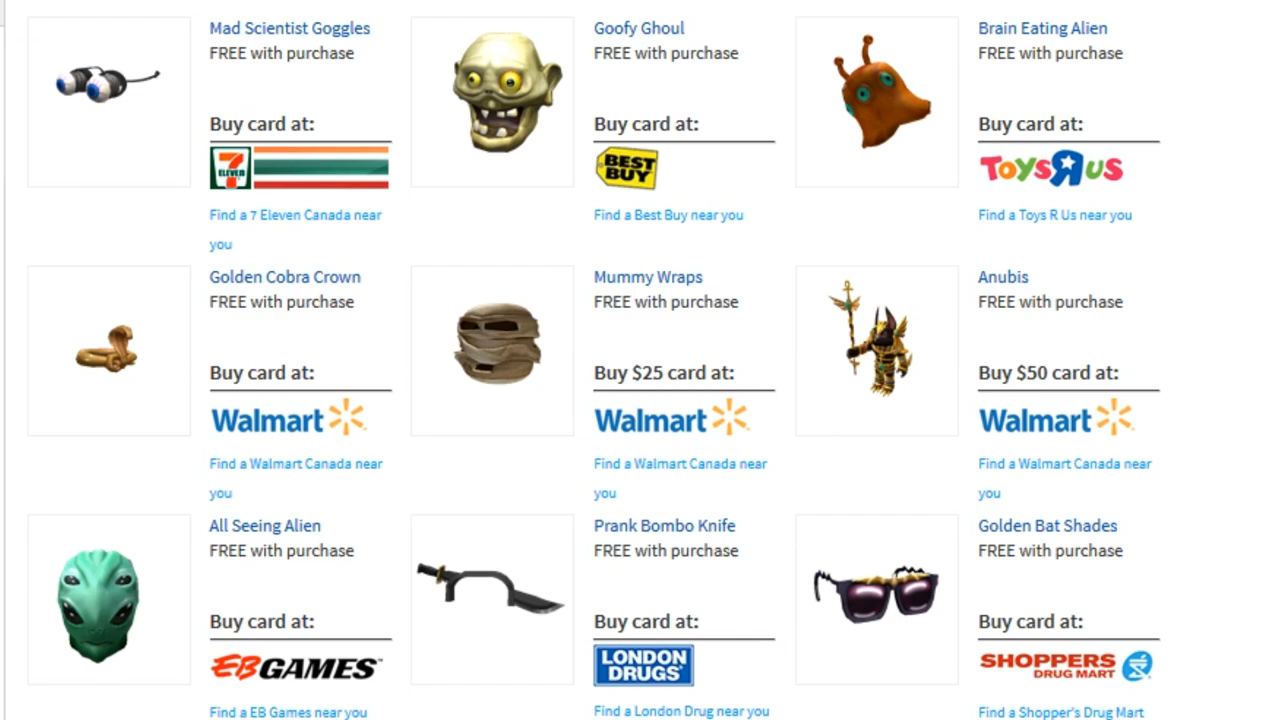 Mad Scientist Goggles
FREE with purchase
Buy card at:
7
ELEVEN
Find a 7 Eleven Canada near
you
Goofy Ghoul
FREE with purchase
Buy card at:
BEST
BUY
Find a Best Buy near you
Brain Eating Alien
FREE with purchase
Buy card at:
TOYS R US
Find a Toys R Us near you
Golden Cobra Crown
FREE with purchase
Buy card at:
Walmart
Find a Walmart Canada near
you
Mummy Wraps
FREE with purchase
Buy $25 card at:
Walmart
Find a Walmart Canada near
you
Anubis
FREE with purchase
Buy $50 card at:
Walmart
Find a Walmart Canada near
you
All Seeing Alien
FREE with purchase
Buy card at:
EB GAMES™
Find a EB Games near you
Prank Bombo Knife
FREE with purchase
Buy card at:
LONDON
DRUGS
Find a London Drug near you
Golden Bat Shades
FREE with purchase
Buy card at:
SHOPPERS
DRUG MART
Find a Shopper's Drug Mart